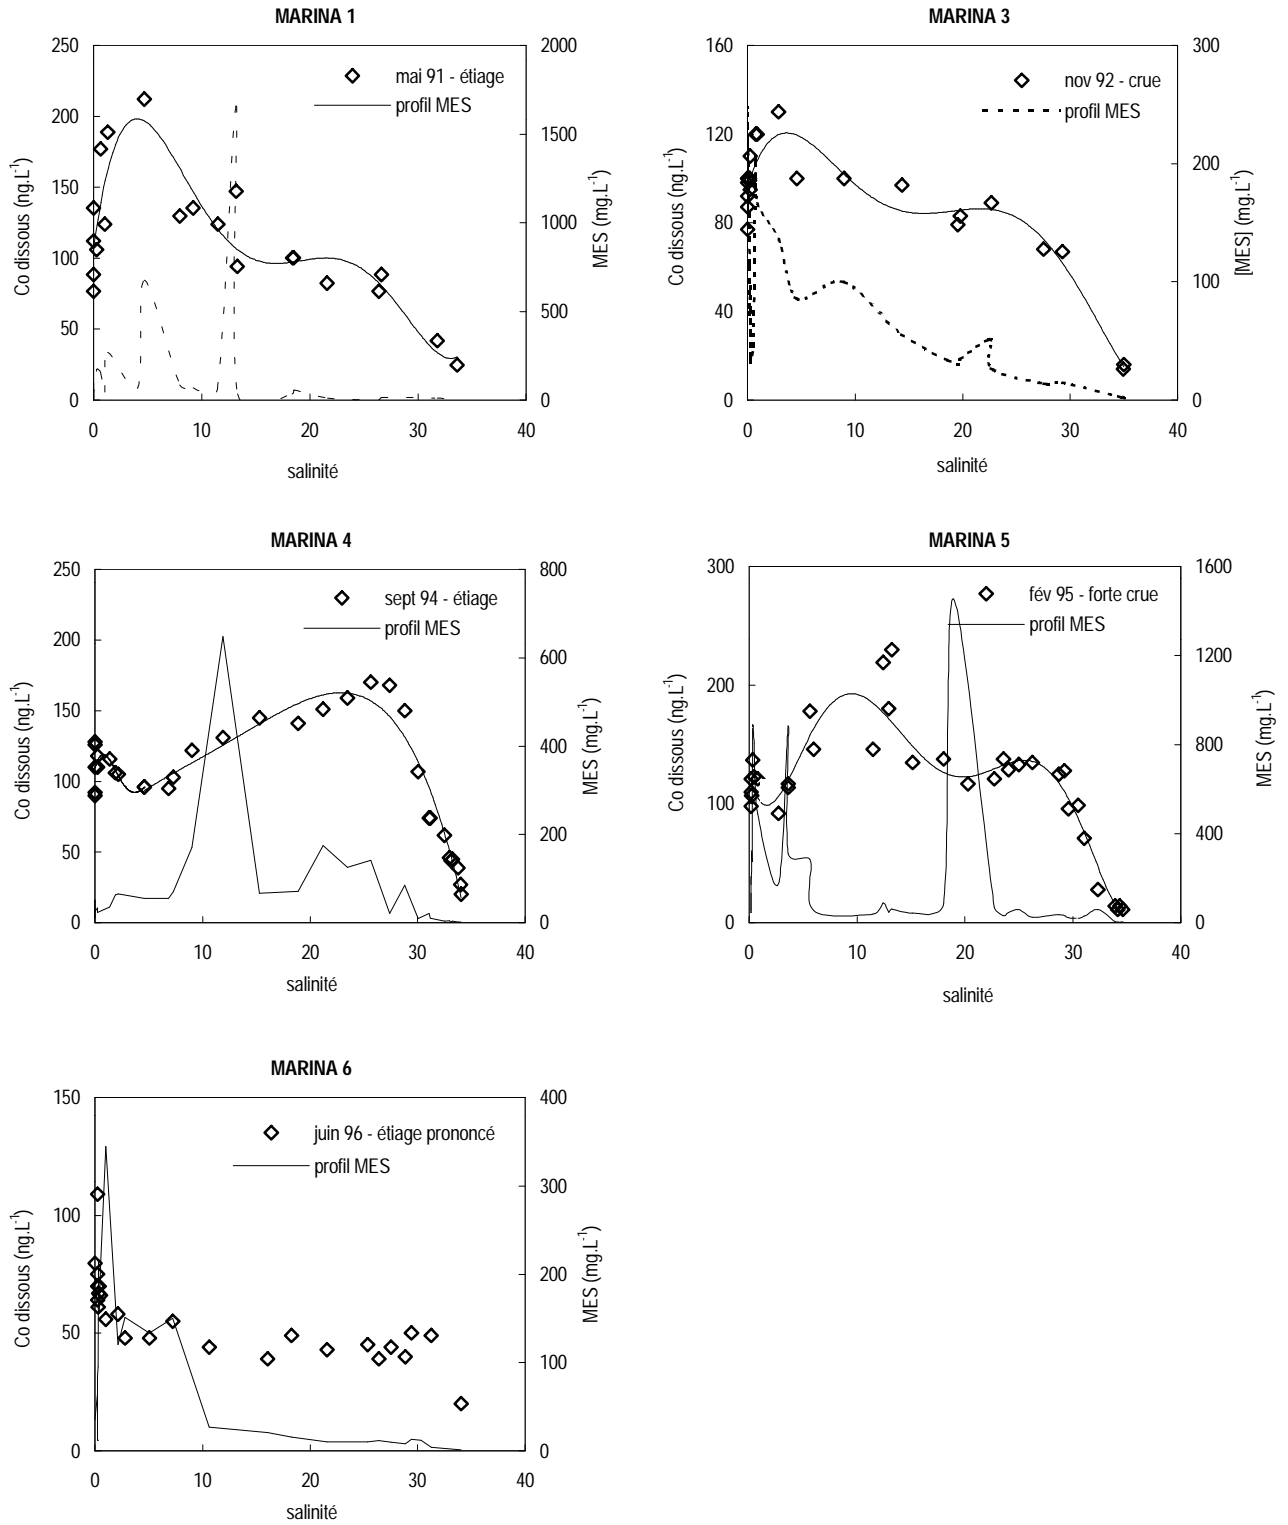 MARINA 1
250
200
150
100
50
0
Co dissous (ng.L-1)
mai 91 - étiage
profil MES
2000
1500
1000
500
0
MES (mg.L-1)
0 10 20 30 40
salinité
MARINA 3
160
120
80
40
0
Co dissous (ng.L-1)
nov 92 - crue
profil MES
300
200
100
0
[MES] (mg.L-1)
0 10 20 30 40
salinité
MARINA 4
250
200
150
100
50
0
Co dissous (ng.L-1)
sept 94 - étiage
profil MES
800
600
400
200
0
MES (mg.L-1)
0 10 20 30 40
salinité
MARINA 5
300
200
100
0
Co dissous (ng.L-1)
fév 95 - forte crue
profil MES
1600
1200
800
400
0
MES (mg.L-1)
0 10 20 30 40
salinité
MARINA 6
150
100
50
0
Co dissous (ng.L-1)
juin 96 - étiage prononcé
profil MES
400
300
200
100
0
MES (mg.L-1)
0 10 20 30 40
salinité